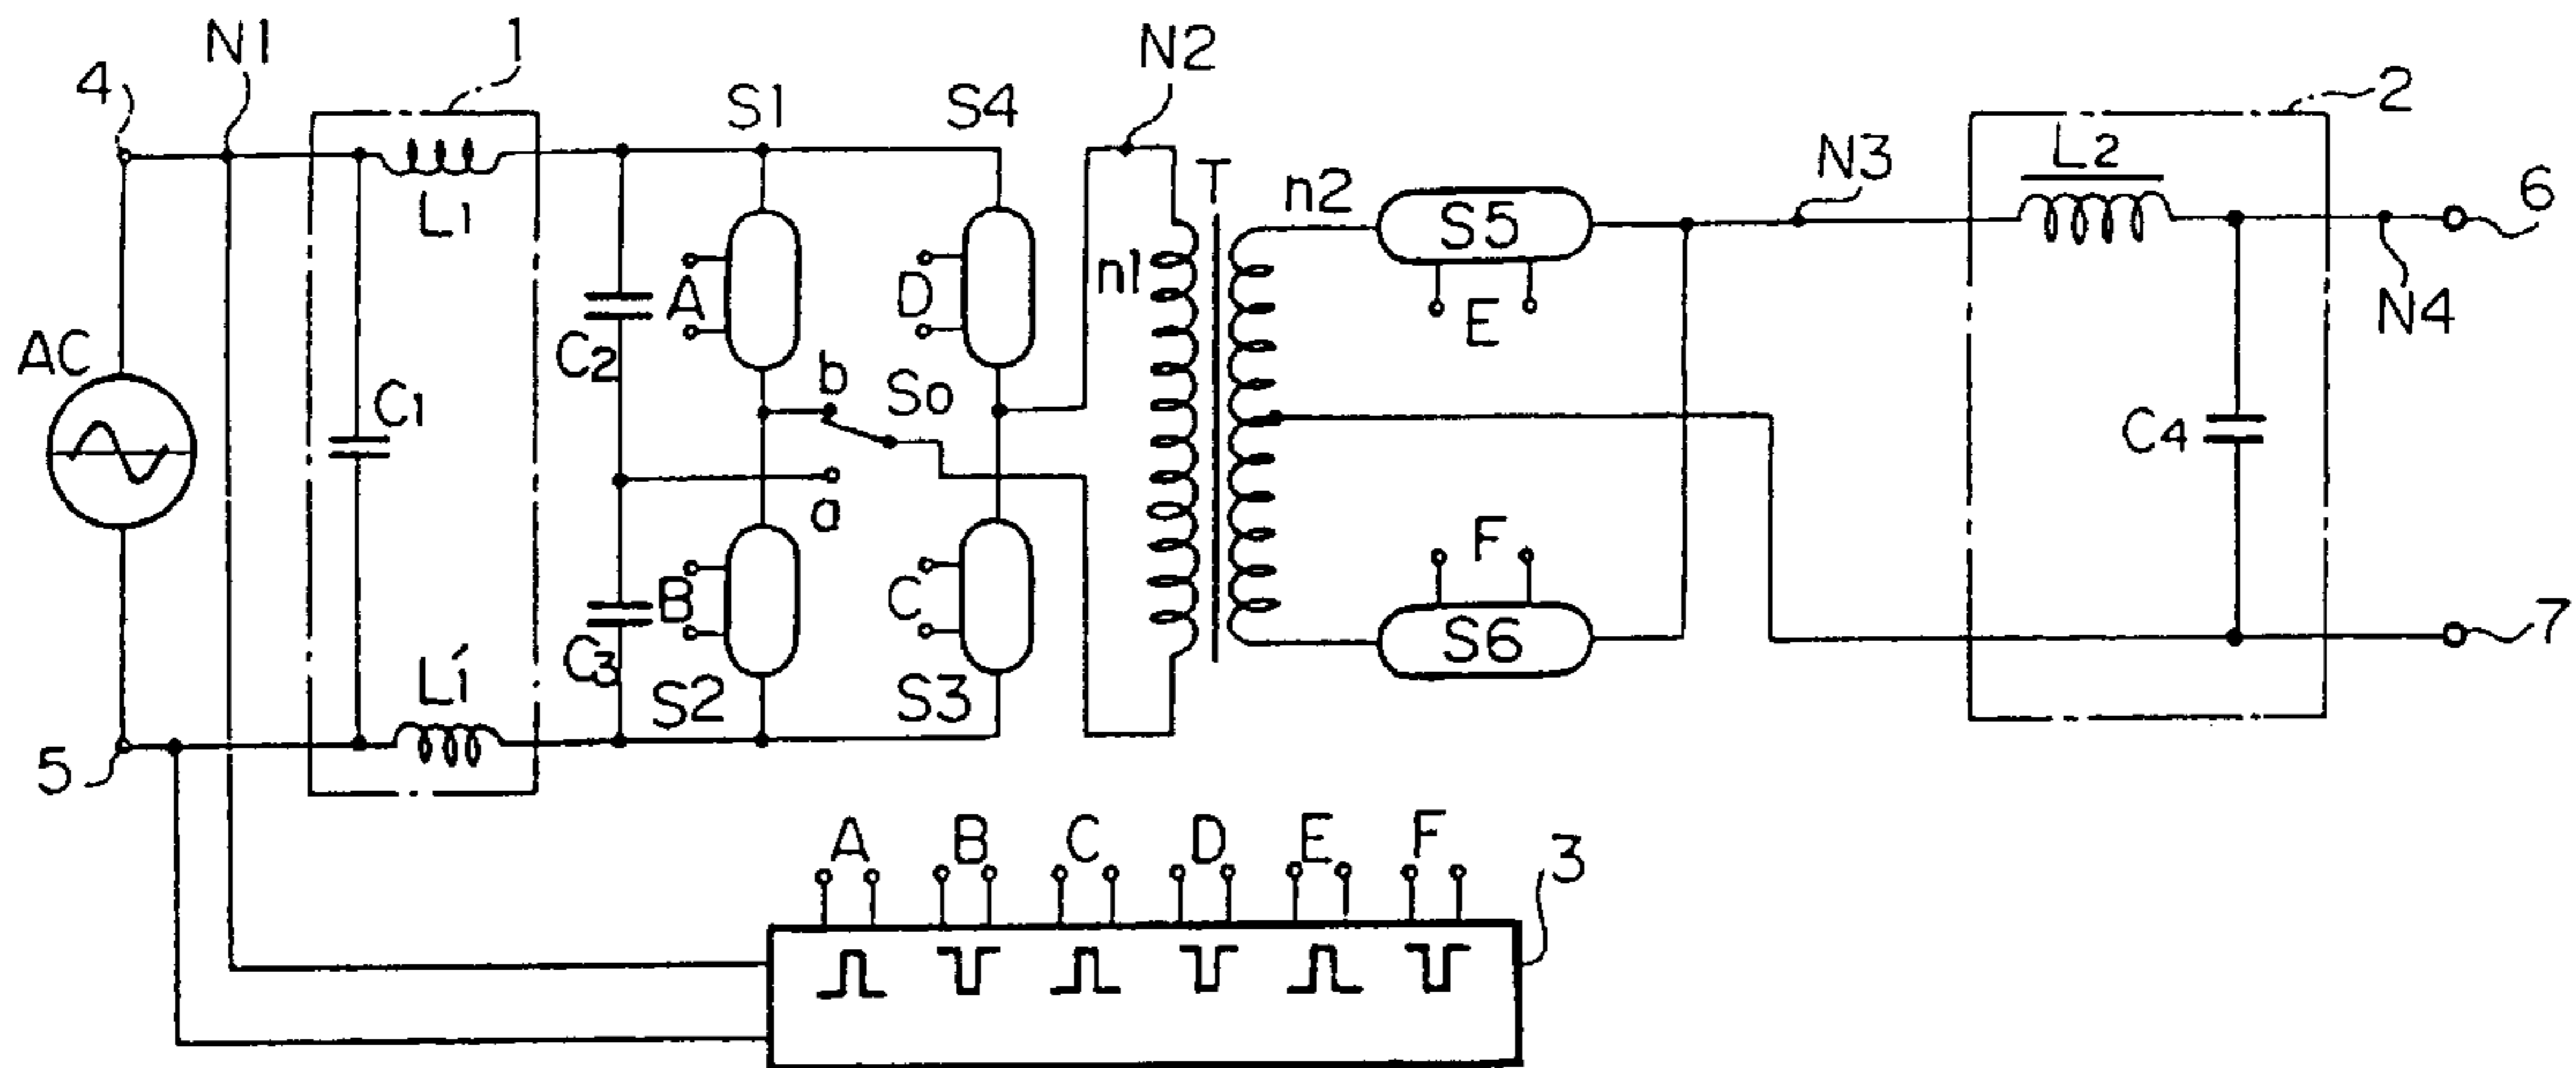 N1
1
N2
4
S1
S4
T
N3
L2
2
6
n2
S5
L1
n1
A
D
E
N4
AC
C2
b
So
C1
C4
a
F
B
C
7
C3
S6
L1́
S2
S3
5
A B C D E F
3